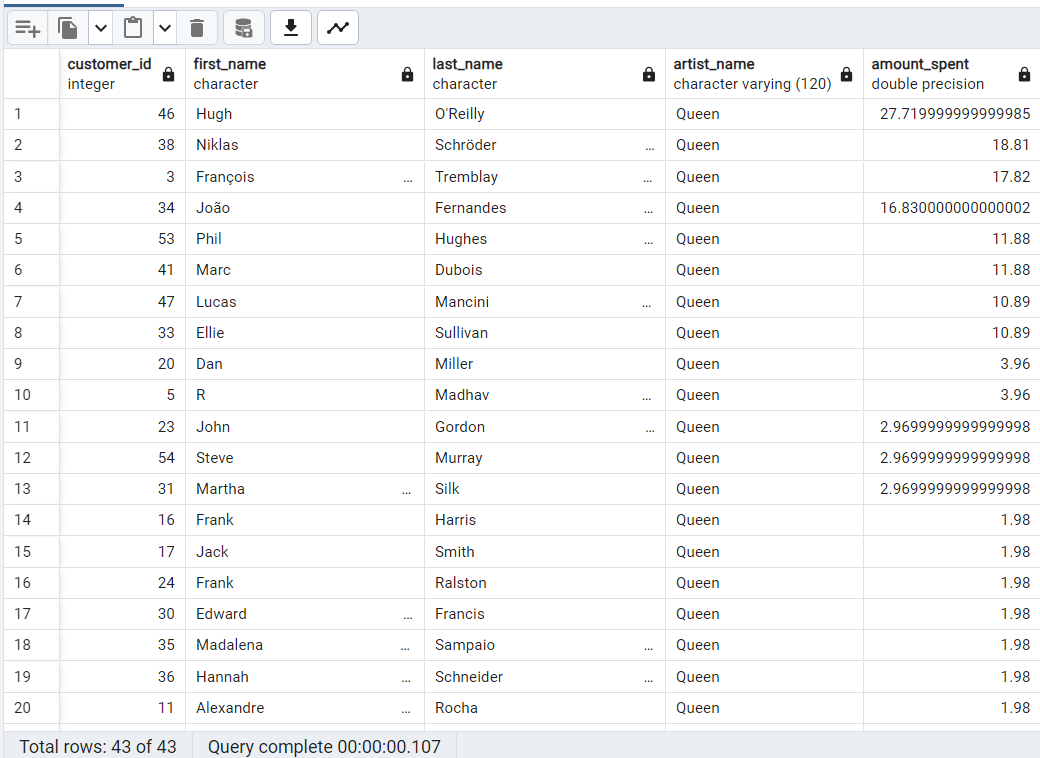 customer_id first_name last_name artist_name amount_spent
integer character character character varying (120) double precision
1 46 Hugh O'Reilly Queen 27.719999999999985
2 38 Niklas Schröder ... Queen 18.81
3 3 François ... Tremblay ... Queen 17.82
4 34 João Fernandes ... Queen 16.830000000000002
5 53 Phil Hughes ... Queen 11.88
6 41 Marc Dubois Queen 11.88
7 47 Lucas Mancini ... Queen 10.89
8 33 Ellie Sullivan Queen 10.89
9 20 Dan Miller Queen 3.96
10 5 R Madhav ... Queen 3.96
11 23 John Gordon ... Queen 2.9699999999999998
12 54 Steve Murray Queen 2.9699999999999998
13 31 Martha ... Silk Queen 2.9699999999999998
14 16 Frank Harris Queen 1.98
15 17 Jack Smith Queen 1.98
16 24 Frank Ralston Queen 1.98
17 30 Edward ... Francis Queen 1.98
18 35 Madalena ... Sampaio ... Queen 1.98
19 36 Hannah ... Schneider ... Queen 1.98
20 11 Alexandre ... Rocha Queen 1.98
Total rows: 43 of 43 Query complete 00:00:00.107